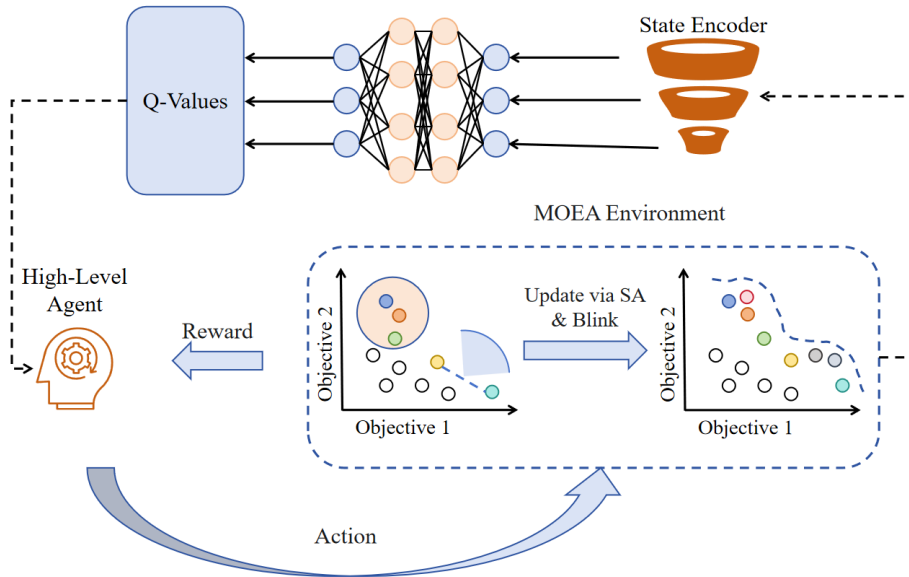 State Encoder
Q-Values
MOEA Environment
High-Level
Agent
Reward
Objective 2
Objective 1
Update via SA
& Blink
Objective 2
Objective 1
Action